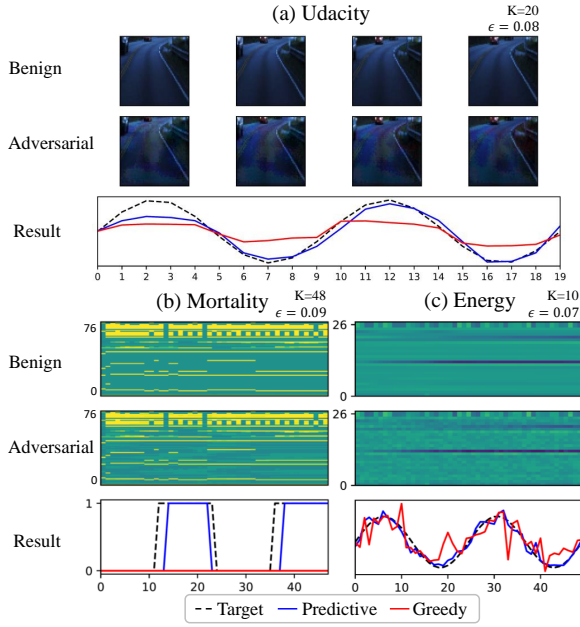 (a) Udacity
K=20
ϵ = 0.08
Benign
Adversarial
Result
0 1 2 3 4 5 6 7 8 9 10 11 12 13 14 15 16 17 18 19
(b) Mortality
K=48
ϵ = 0.09
(c) Energy
K=10
ϵ = 0.07
Benign
76
0
26
0
Adversarial
76
0
26
0
Result
1
0
0 10 20 30 40
0 20 40
Target Predictive Greedy